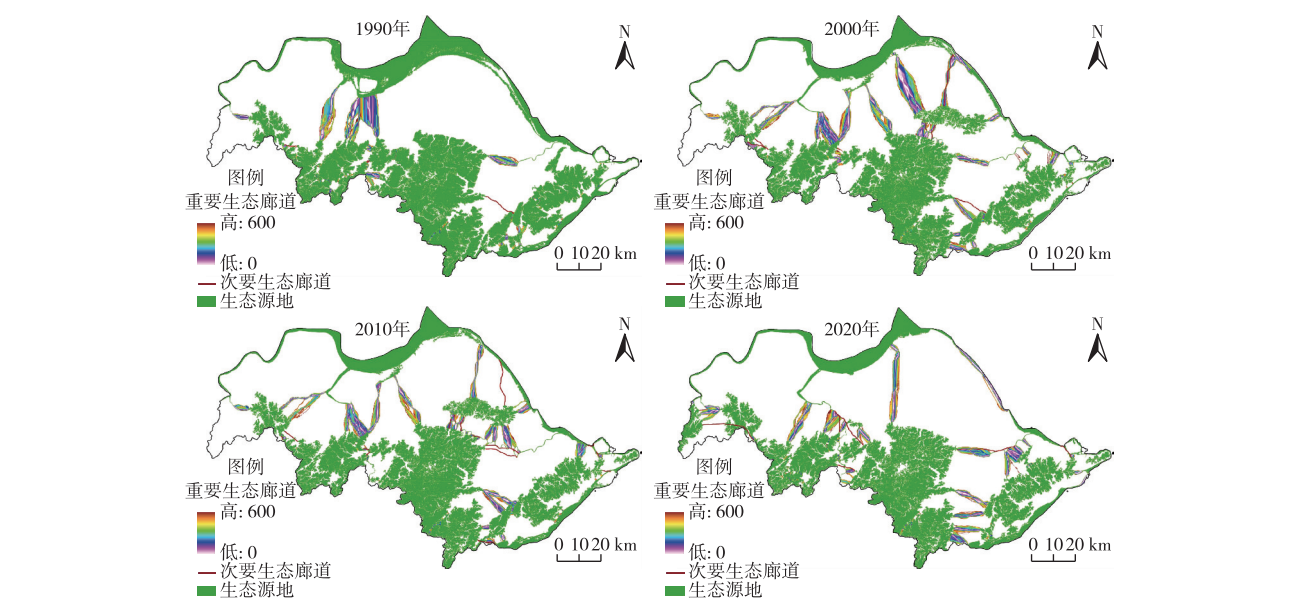 1990年
N
图例
重要生态廊道
高: 600
低: 0
次要生态廊道
生态源地
0 10 20 km
2000年
N
图例
重要生态廊道
高: 600
低: 0
次要生态廊道
生态源地
0 10 20 km
2010年
N
图例
重要生态廊道
高: 600
低: 0
次要生态廊道
生态源地
0 10 20 km
2020年
N
图例
重要生态廊道
高: 600
低: 0
次要生态廊道
生态源地
0 10 20 km